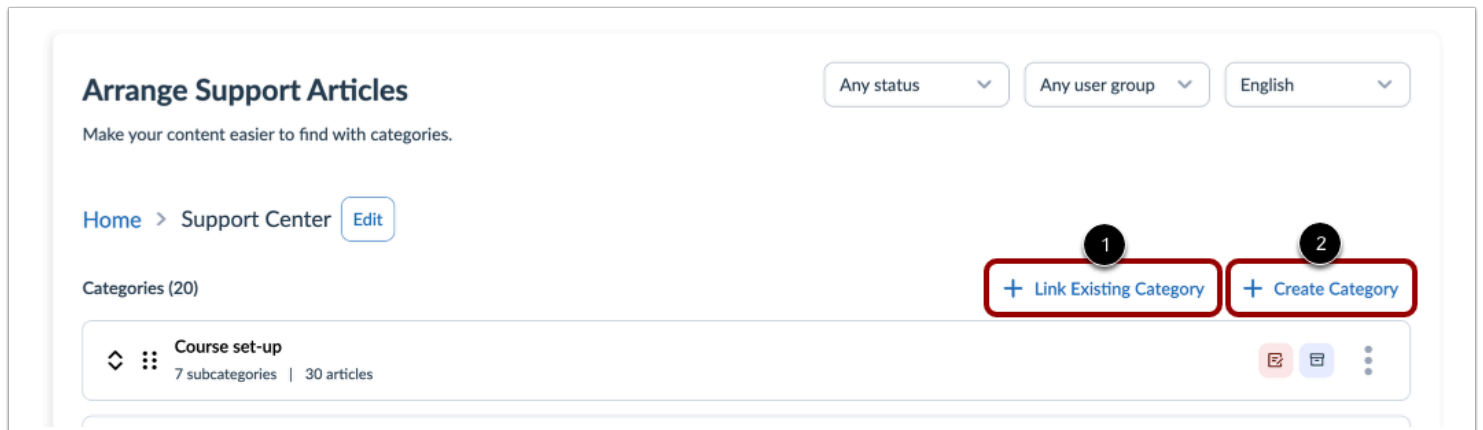 Arrange Support Articles
Any status
Any user group
English
Make your content easier to find with categories.
Home > Support Center Edit
1
2
Categories (20)
+ Link Existing Category
+ Create Category
Course set-up
7 subcategories | 30 articles